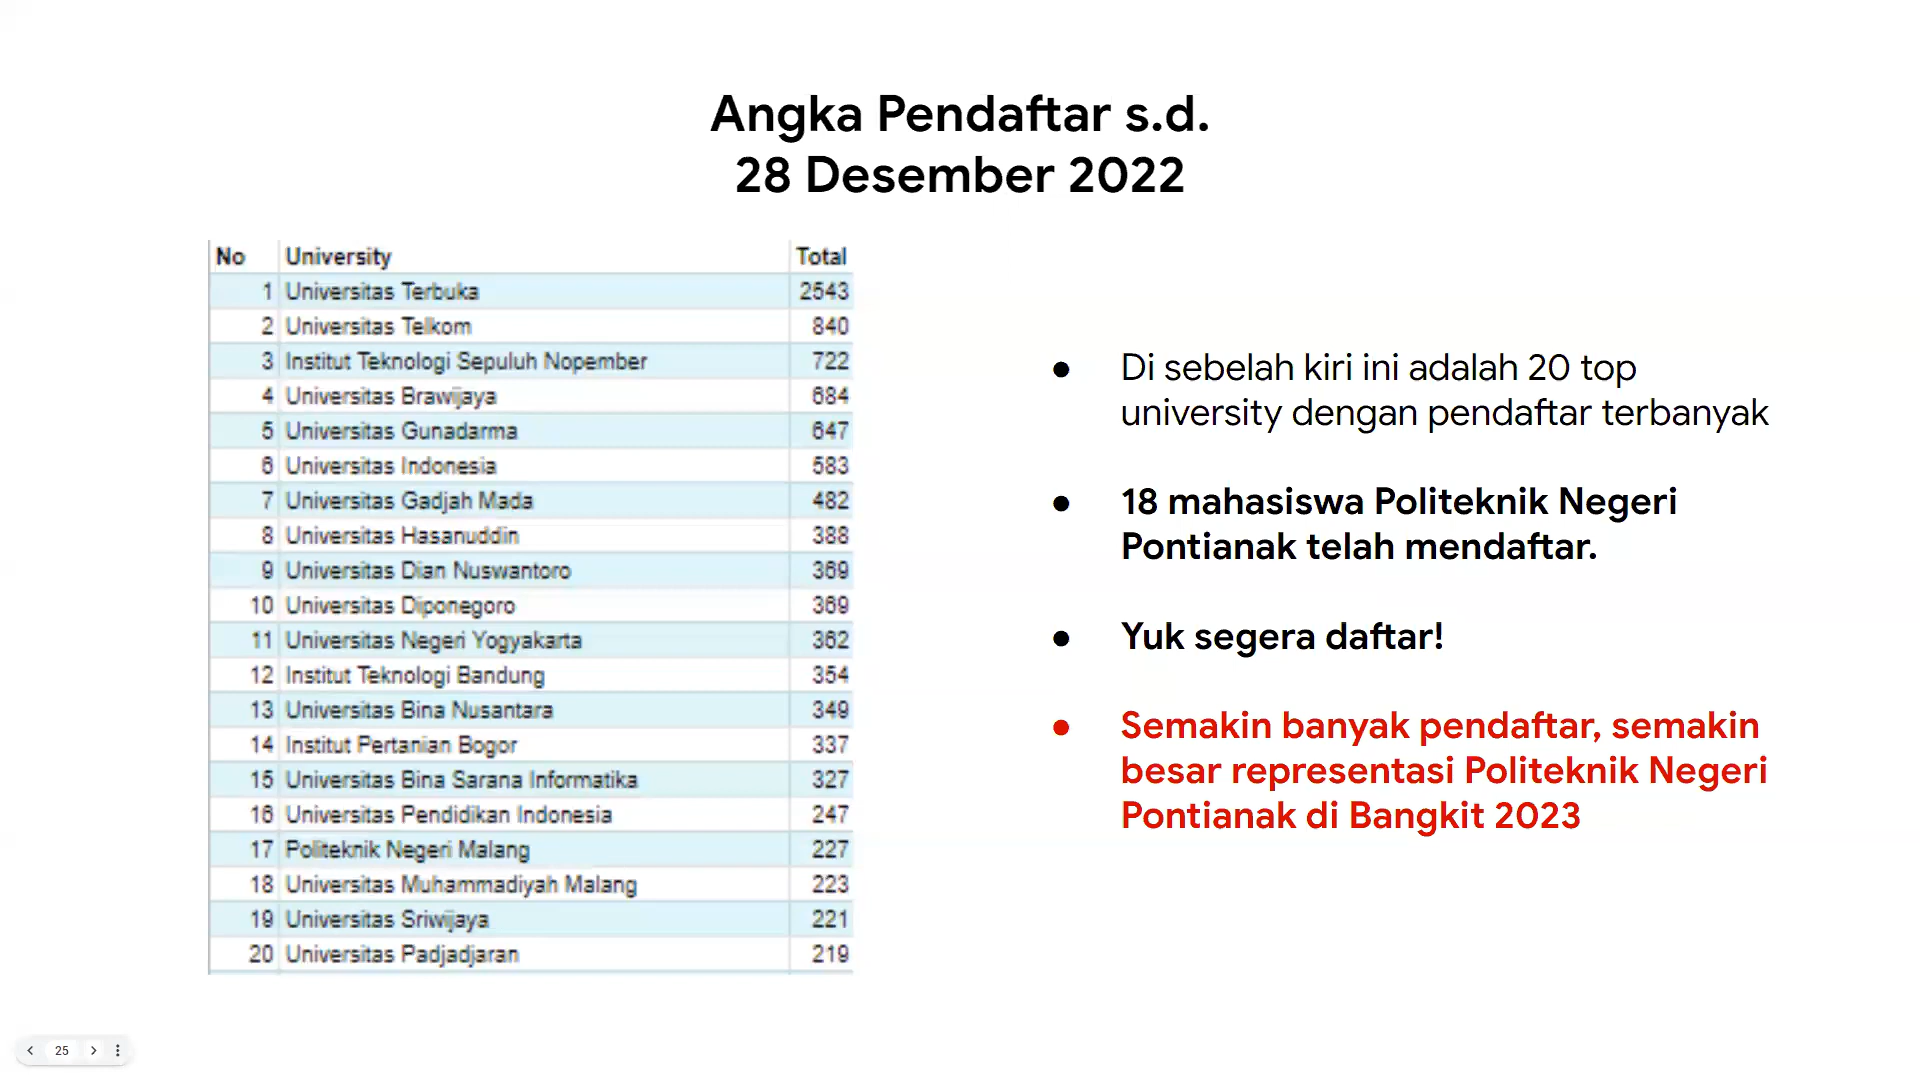 Angka Pendaftar s.d.
28 Desember 2022
No University Total
1 Universitas Terbuka 2543
2 Universitas Telkom 840
3 Institut Teknologi Sepuluh Nopember 722
4 Universitas Brawijaya 684
5 Universitas Gunadarma 647
6 Universitas Indonesia 583
7 Universitas Gadjah Mada 482
8 Universitas Hasanuddin 388
9 Universitas Dian Nuswantoro 369
10 Universitas Diponegoro 369
11 Universitas Negeri Yogyakarta 362
12 Institut Teknologi Bandung 354
13 Universitas Bina Nusantara 349
14 Institut Pertanian Bogor 337
15 Universitas Bina Sarana Informatika 327
16 Universitas Pendidikan Indonesia 247
17 Politeknik Negeri Malang 227
18 Universitas Muhammadiyah Malang 223
19 Universitas Sriwijaya 221
20 Universitas Padjadjaran 219
● Di sebelah kiri ini adalah 20 top
university dengan pendaftar terbanyak
● 18 mahasiswa Politeknik Negeri
Pontianak telah mendaftar.
● Yuk segera daftar!
● Semakin banyak pendaftar, semakin
besar representasi Politeknik Negeri
Pontianak di Bangkit 2023
25